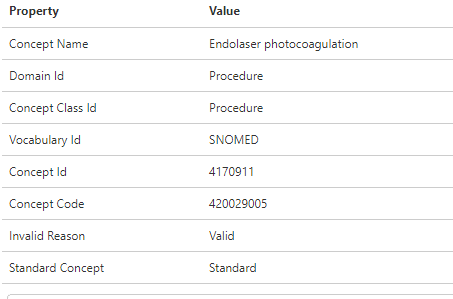 Property Value
Concept Name Endolaser photocoagulation
Domain Id Procedure
Concept Class Id Procedure
Vocabulary Id SNOMED
Concept Id 4170911
Concept Code 420029005
Invalid Reason Valid
Standard Concept Standard